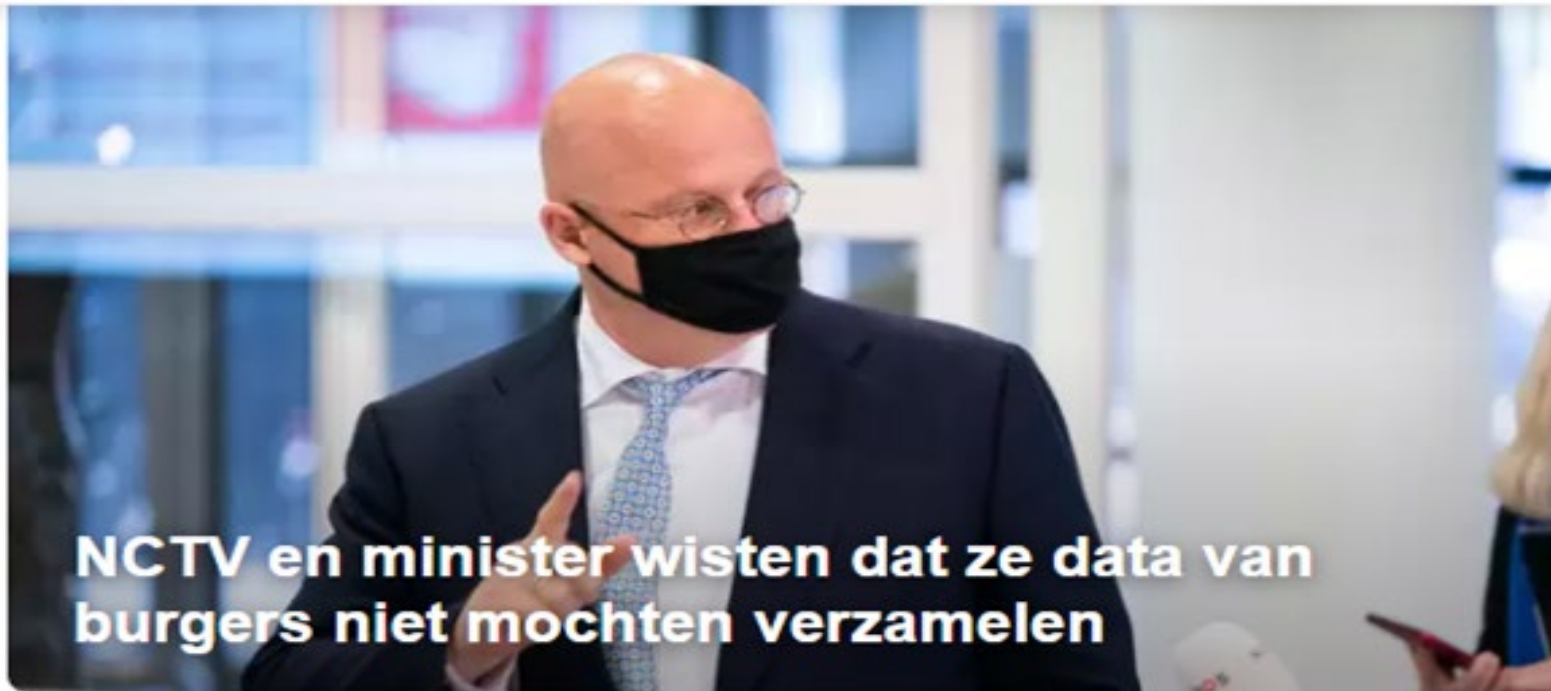 NCTV en minister wisten dat ze data van
burgers niet mochten verzamelen